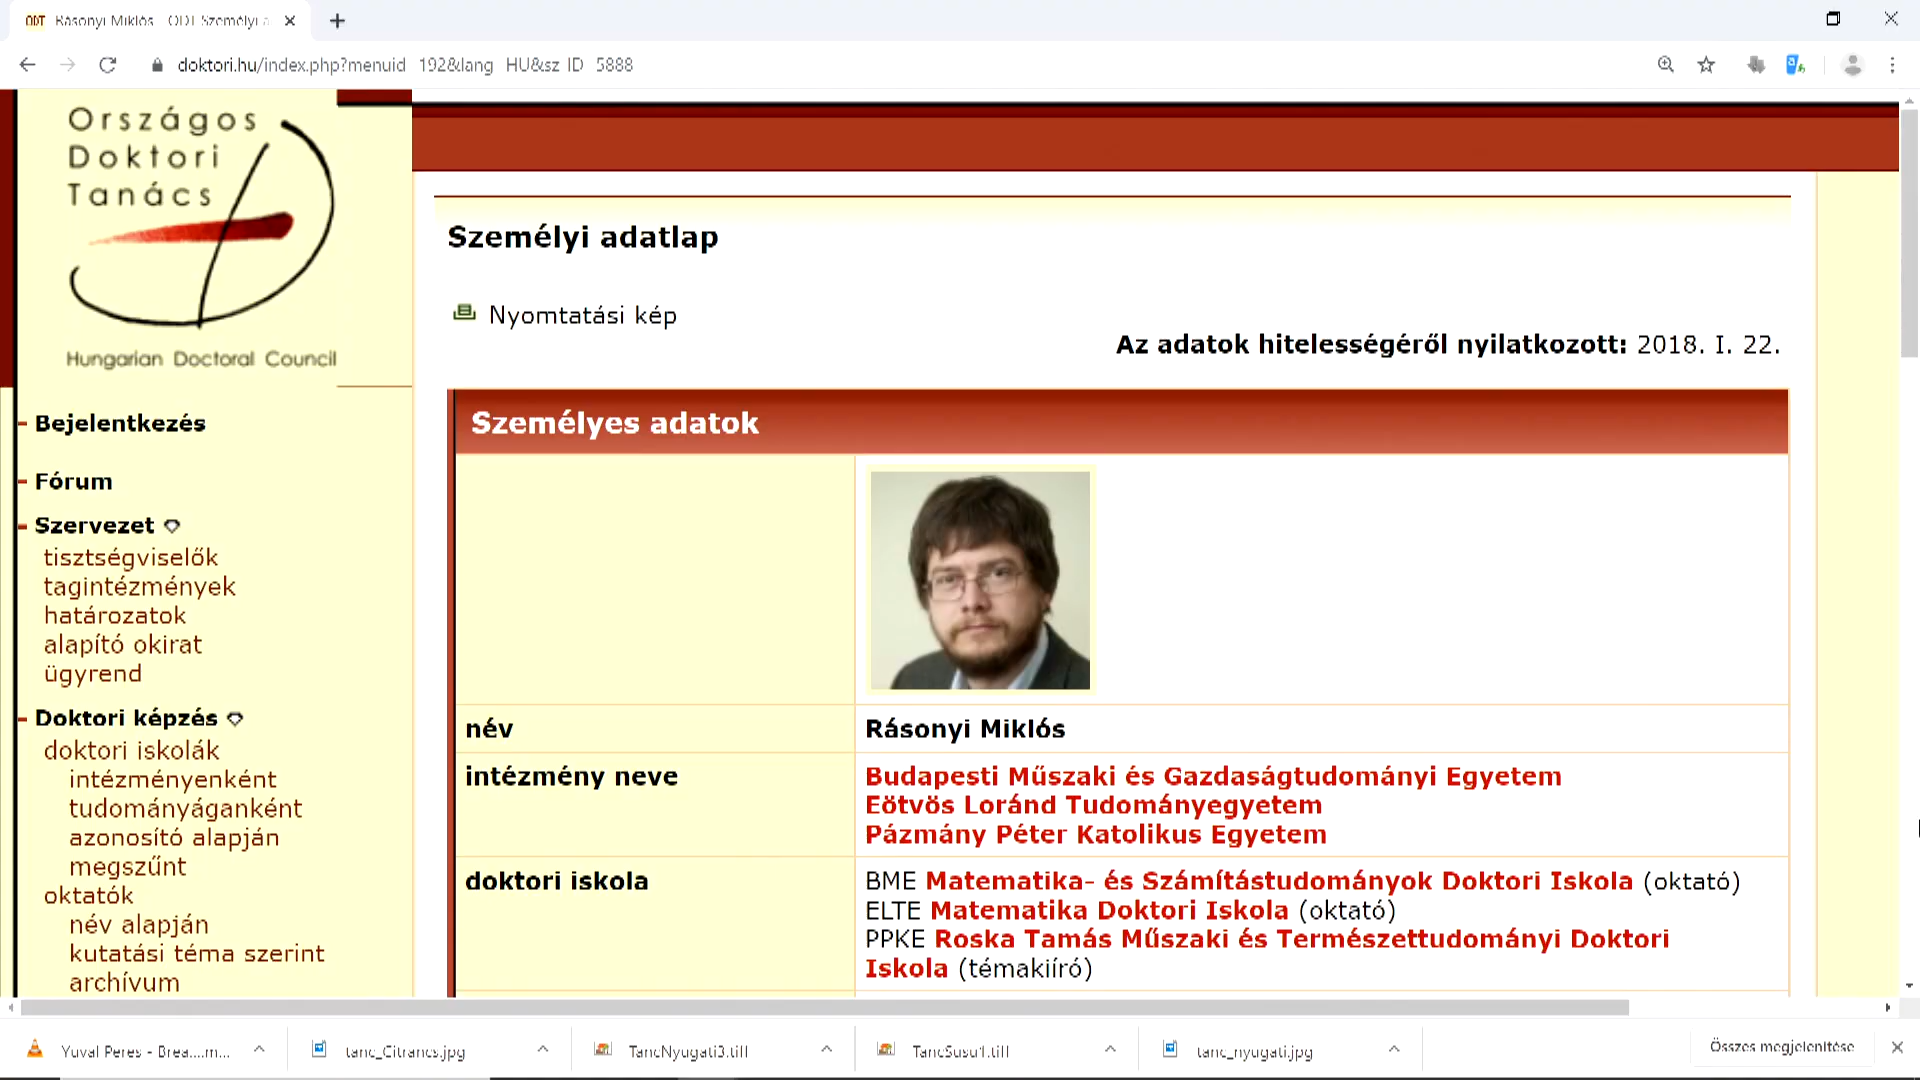 Rásonyi Miklós - ODT Személyi a
doktori.hu/index.php?menuid 192&lang HU&sz ID 5888
Országos
Doktori
Tanács
Hungarian Doctoral Council
Bejelentkezés
Fórum
Szervezet
tisztségviselők
tagintézmények
határozatok
alapító okirat
ügyrend
Doktori képzés
doktori iskolák
intézményenként
tudományáganként
azonosító alapján
megszűnt
oktatók
név alapján
kutatási téma szerint
archívum
Személyi adatlap
Nyomtatási kép
Az adatok hitelességéről nyilatkozott: 2018. I. 22.
Személyes adatok
név Rásonyi Miklós
intézmény neve Budapesti Műszaki és Gazdaságtudományi Egyetem
Eötvös Loránd Tudományegyetem
Pázmány Péter Katolikus Egyetem
doktori iskola BME Matematika- és Számítástudományok Doktori Iskola (oktató)
ELTE Matematika Doktori Iskola (oktató)
PPKE Roska Tamás Műszaki és Természettudományi Doktori
Iskola (témakiíró)
Yuval Peres - Brea....m... tanc_Citrancs.jpg TancNyugati3.till TancSusu1.till tanc_nyugati.jpg Összes megjelenítése